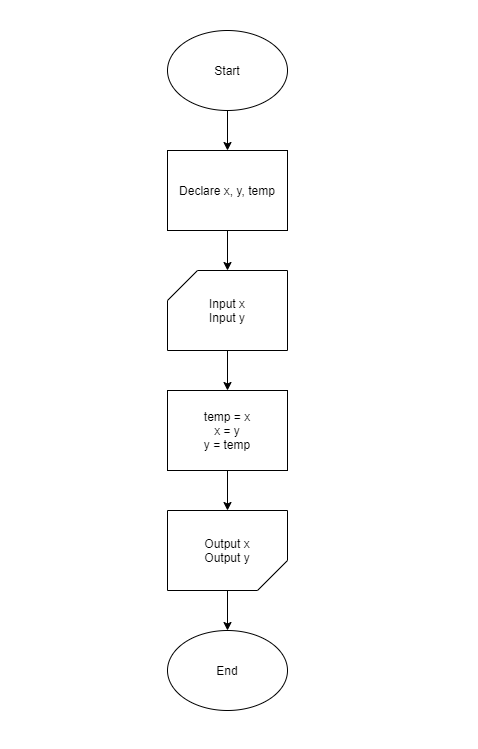 Start
Declare x, y, temp
Input x
Input y
temp = x
x = y
y = temp
Output x
Output y
End